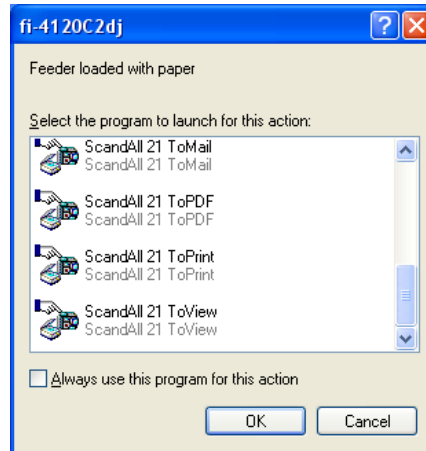 fi-4120C2dj
Feeder loaded with paper
Select the program to launch for this action:
ScandAll 21 ToMail
ScandAll 21 ToMail
ScandAll 21 ToPDF
ScandAll 21 ToPDF
ScandAll 21 ToPrint
ScandAll 21 ToPrint
ScandAll 21 ToView
ScandAll 21 ToView
Always use this program for this action
OK Cancel